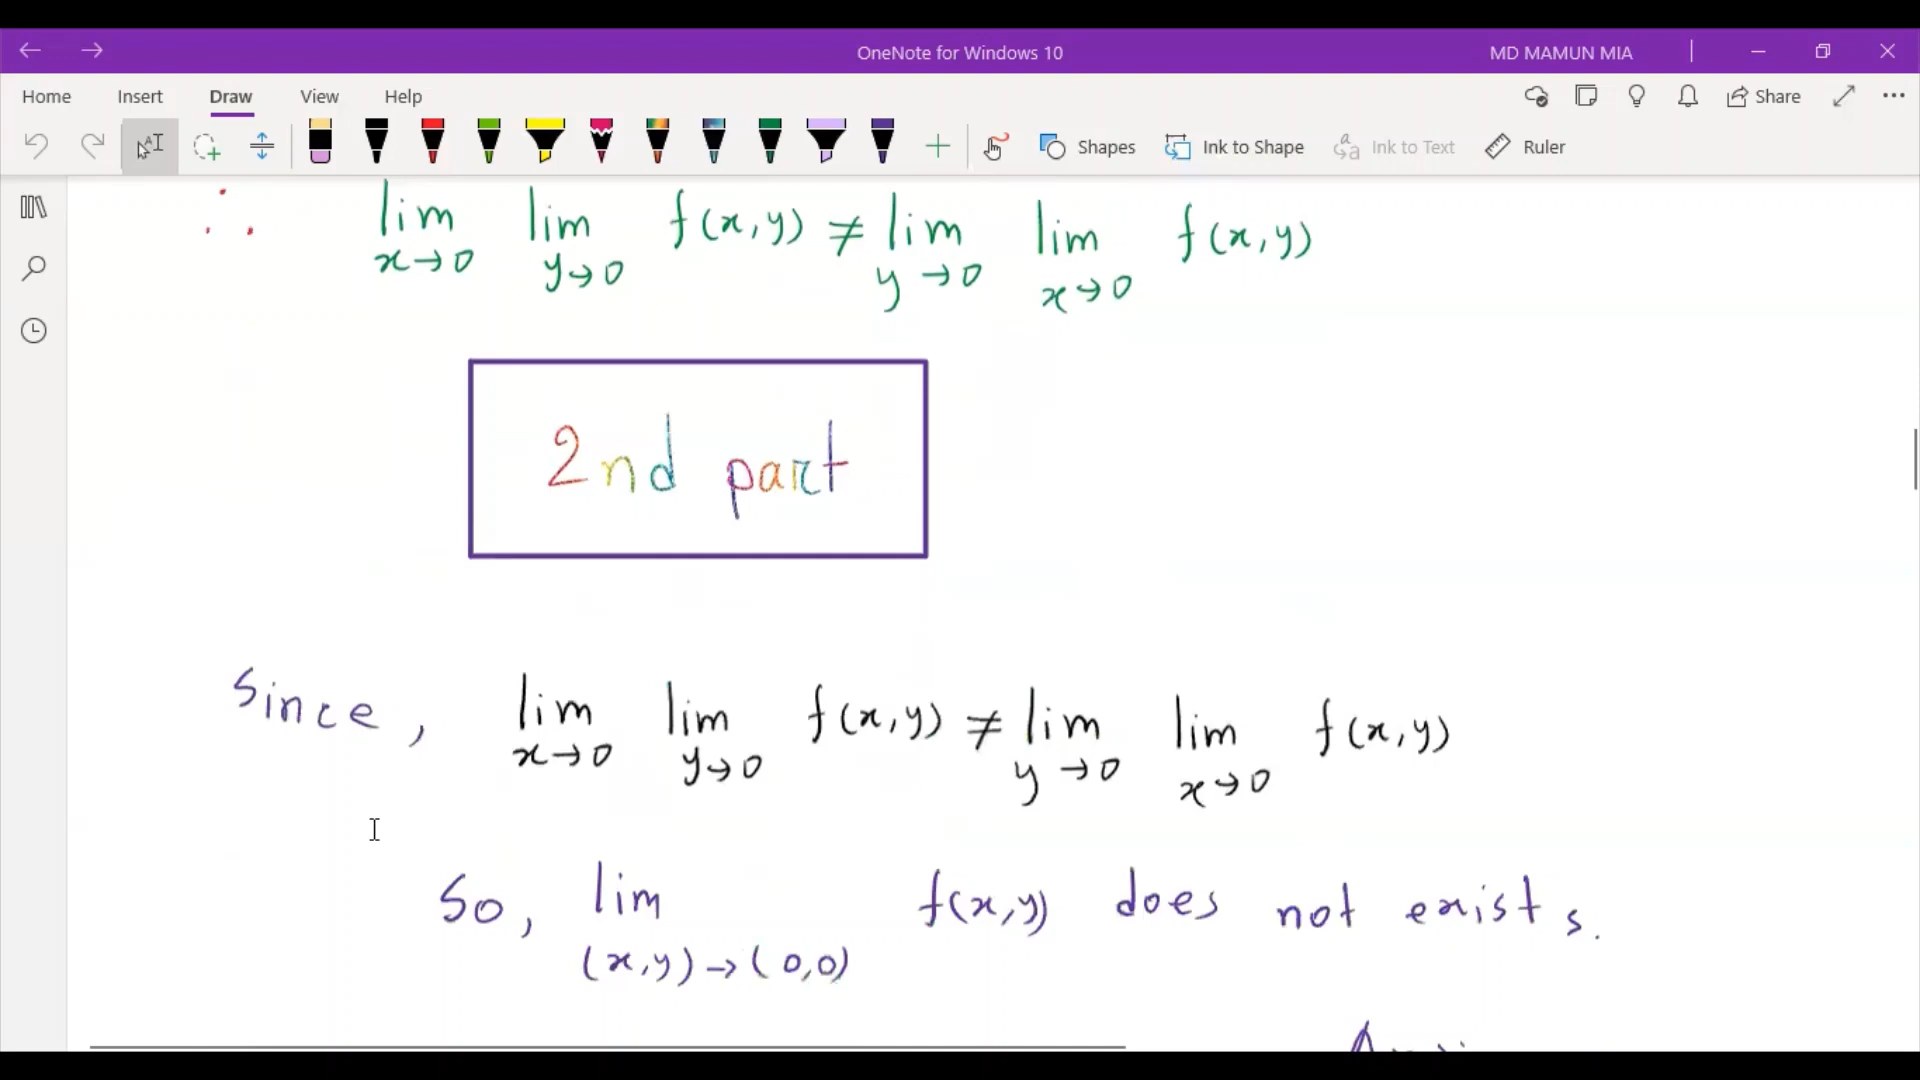 OneNote for Windows 10 MD MAMUN MIA
Home Insert Draw View Help Share
Shapes Ink to Shape Ink to Text Ruler
∴ lim x→0 lim y→0 f(x,y) ≠ lim y→0 lim x→0 f(x,y)
2nd part
Since, lim x→0 lim y→0 f(x,y) ≠ lim y→0 lim x→0 f(x,y)
So, lim (x,y)→(0,0) f(x,y) does not exists.